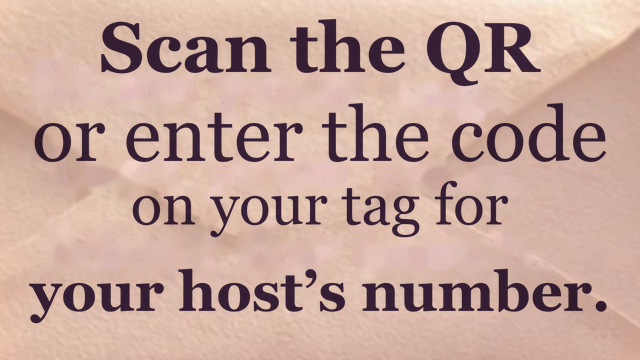 Scan the QR
or enter the code
on your tag for
your host’s number.